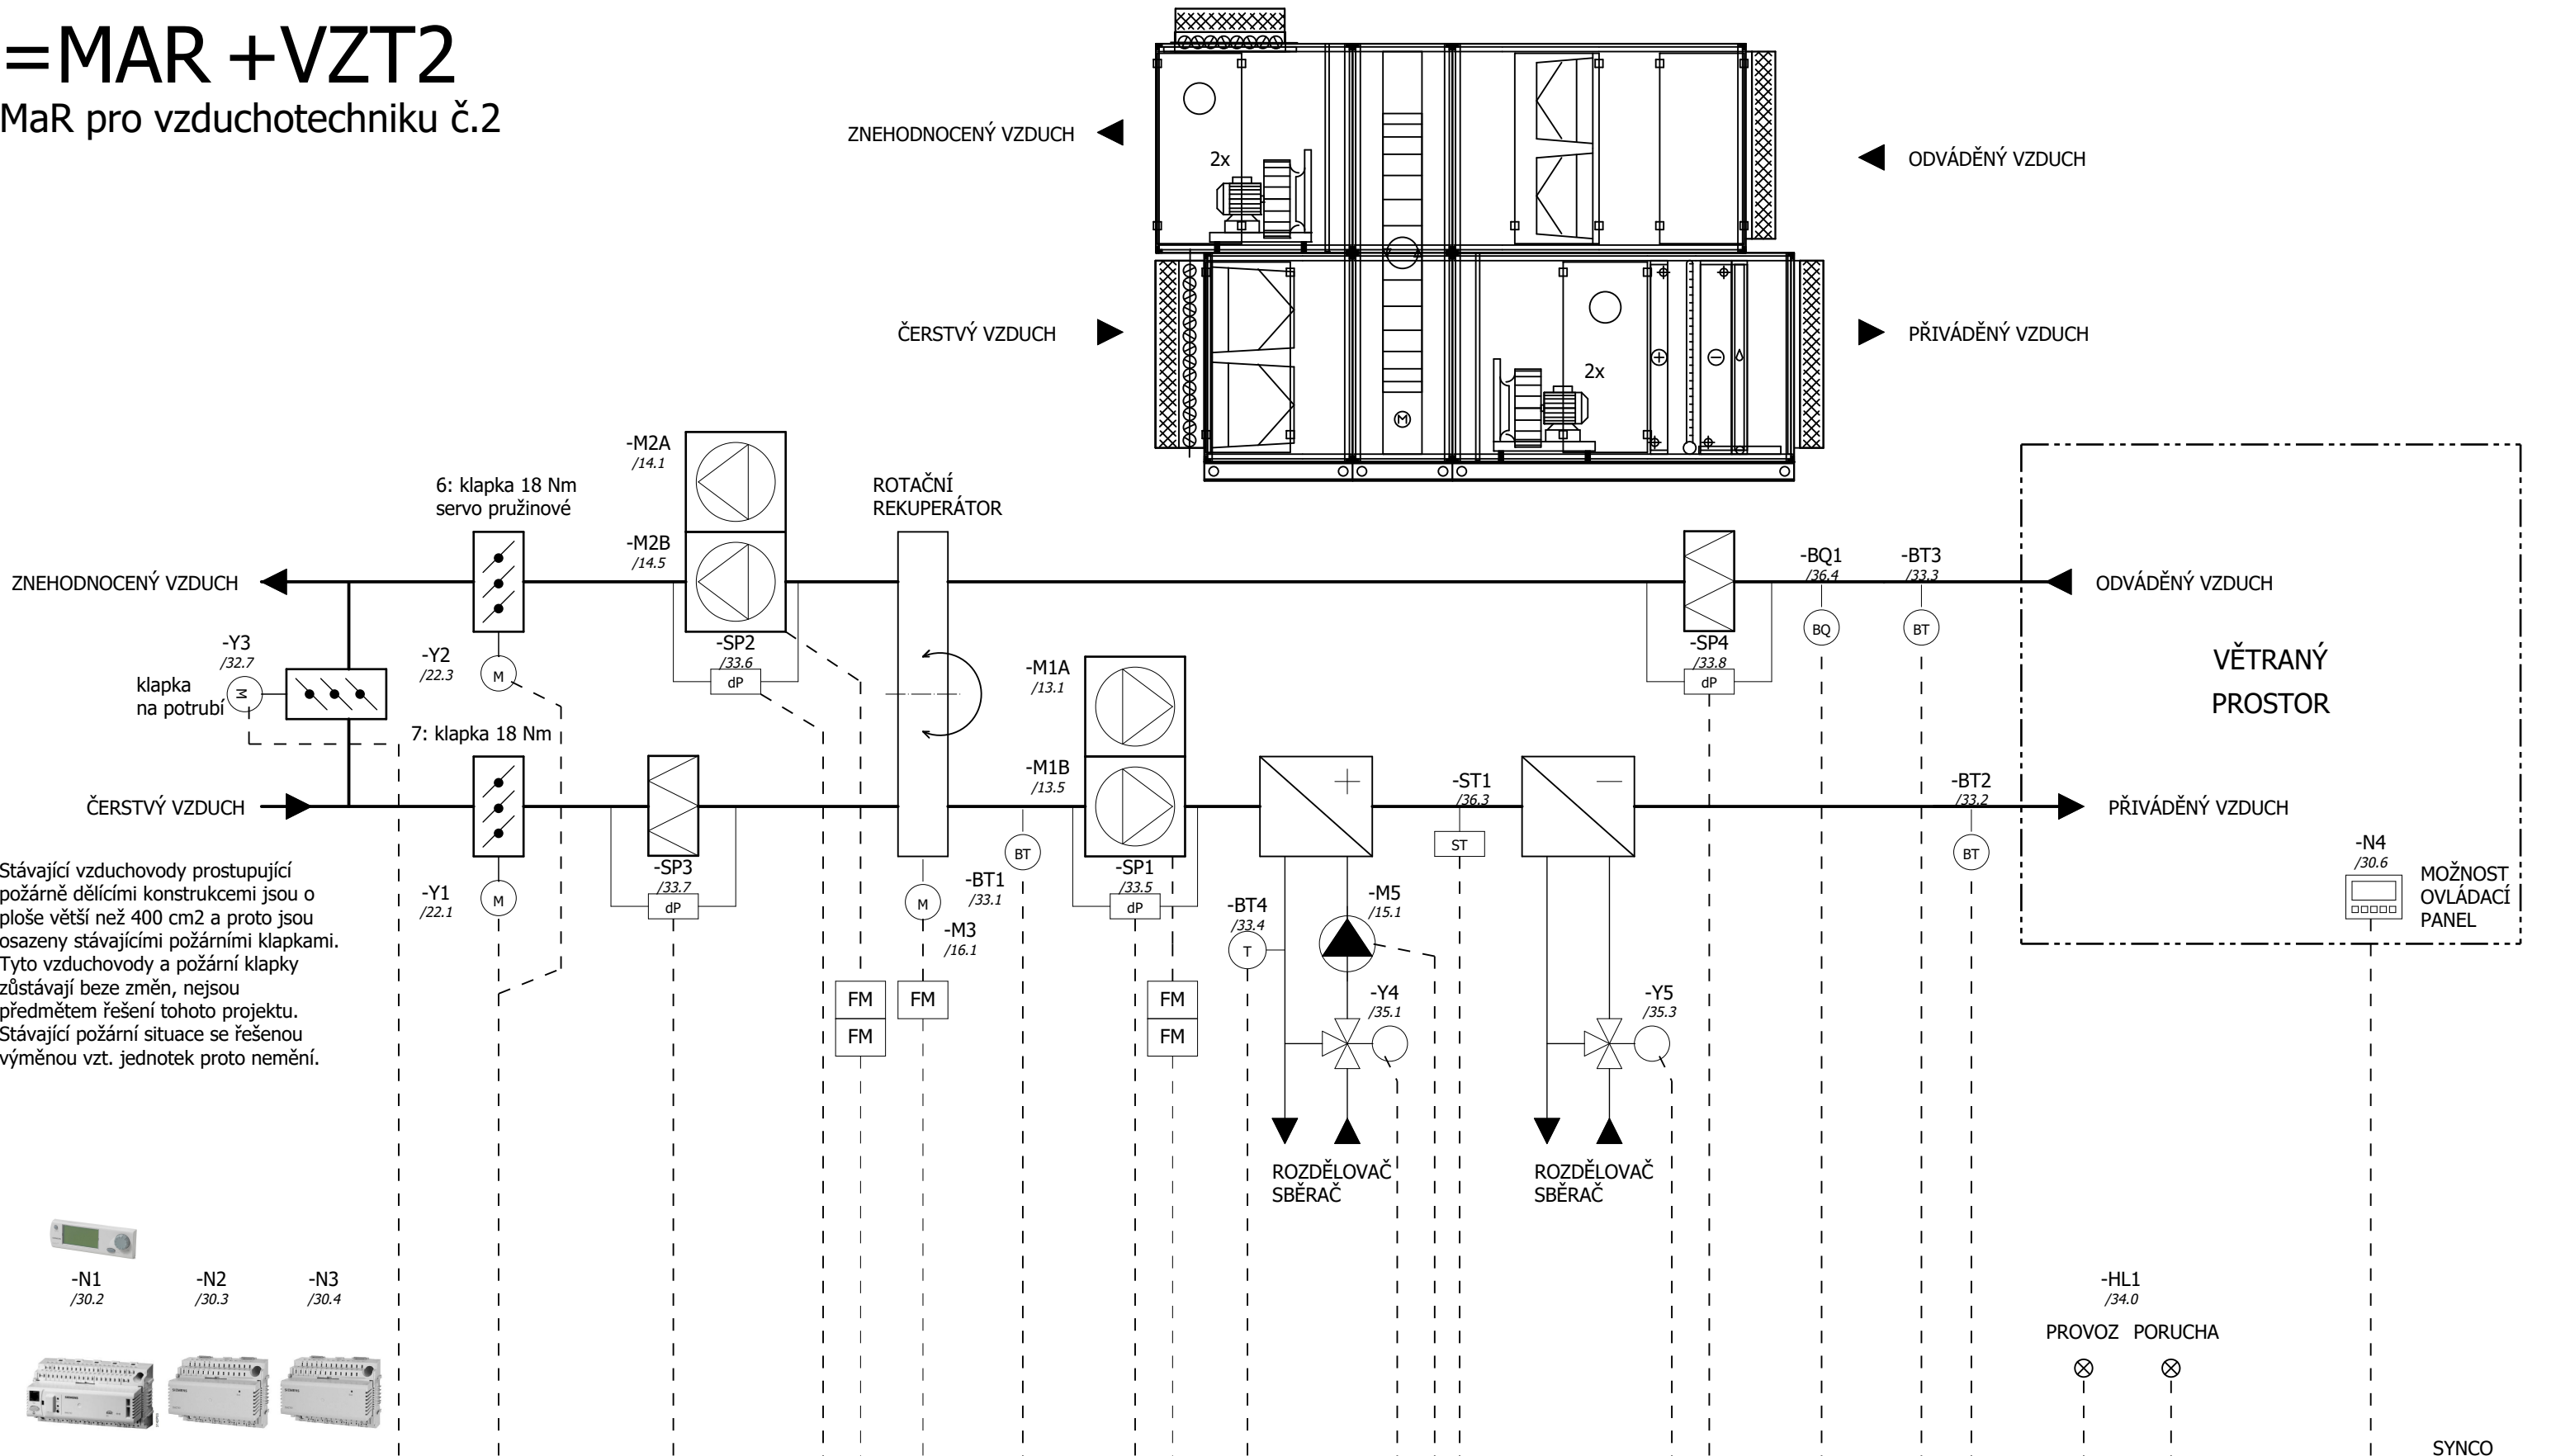 =MAR +VZT2
MaR pro vzduchotechniku č.2
ZNEHODNOCENÝ VZDUCH
2x
ODVÁDĚNÝ VZDUCH
ČERSTVÝ VZDUCH
2x
M
PŘIVÁDĚNÝ VZDUCH
-M2A
/14.1
6: klapka 18 Nm
servo pružinové
ROTAČNÍ
REKUPERÁTOR
-M2B
/14.5
-BQ1
/36.4
-BT3
/33.3
ZNEHODNOCENÝ VZDUCH
ODVÁDĚNÝ VZDUCH
BQ
BT
-Y3
/32.7
-Y2
/22.3
M
-SP2
/33.6
dP
-M1A
/13.1
-SP4
/33.8
dP
VĚTRANÝ
PROSTOR
klapka
na potrubí
M
7: klapka 18 Nm
-M1B
/13.5
-ST1
/36.3
-BT2
/33.2
ČERSTVÝ VZDUCH
PŘIVÁDĚNÝ VZDUCH
BT
ST
BT
-N4
/30.6
MOŽNOST
OVLÁDACÍ
PANEL
Stávající vzduchovody prostupující
požárně dělícími konstrukcemi jsou o
ploše větší než 400 cm2 a proto jsou
osazeny stávajícími požárními klapkami.
Tyto vzduchovody a požární klapky
zůstávají beze změn, nejsou
předmětem řešení tohoto projektu.
Stávající požární situace se řešenou
výměnou vzt. jednotek proto nemění.
-Y1
/22.1
M
-SP3
/33.7
dP
M
-BT1
/33.1
-M3
/16.1
-SP1
/33.5
dP
-BT4
/33.4
T
-M5
/15.1
FM
FM
FM
FM
FM
-Y4
/35.1
-Y5
/35.3
ROZDĚLOVAČ
SBĚRAČ
ROZDĚLOVAČ
SBĚRAČ
-N1
/30.2
-N2
/30.3
-N3
/30.4
-HL1
/34.0
PROVOZ PORUCHA
SYNCO